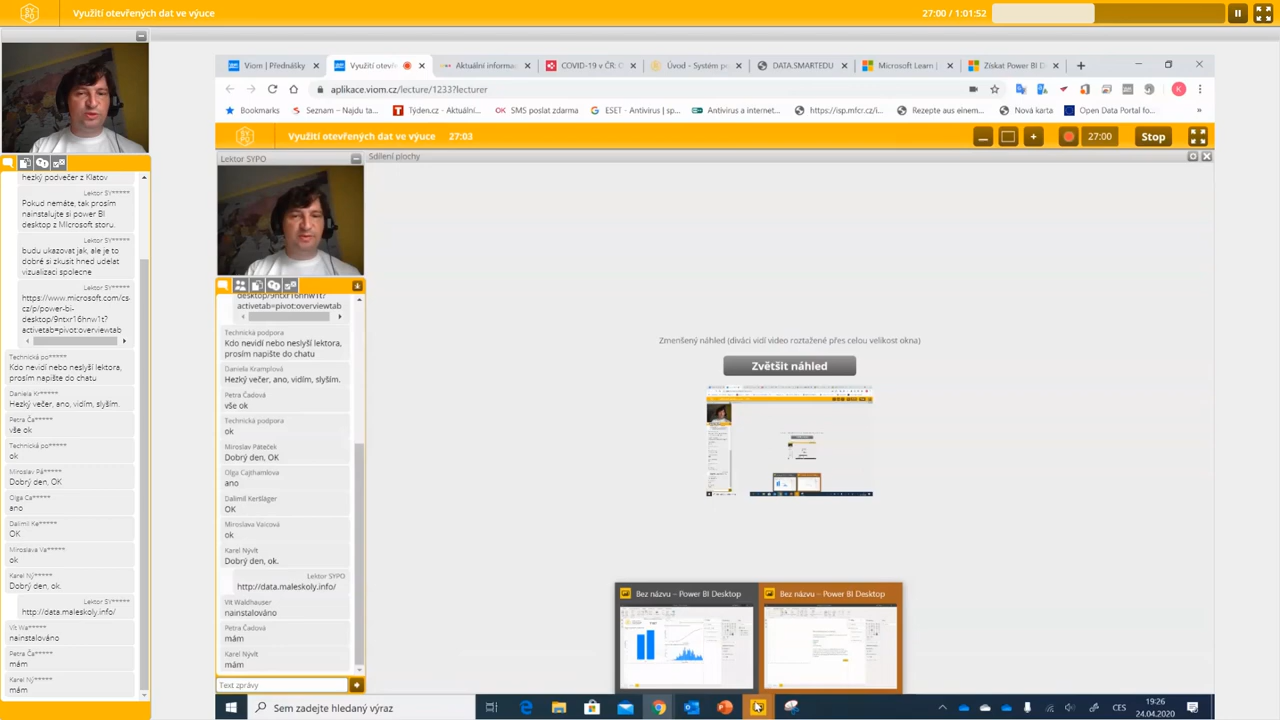 Využití otevřených dat ve výuce
27:00 / 1:01:52
hezký podvečer z Klatov
Lektor SY*****
Pokud nemáte, tak prosím
nainstalujte si power BI
desktop z MIcrosoft storu.
Lektor SY*****
budu ukazovat jak, ale je to
dobré si zkusit hned udelat
vizualizaci spolecne
Lektor SY*****
https://www.microsoft.com/cs-
cz/p/power-bi-
desktop/9ntxr16hnw1t?
activetab=pivot:overviewtab
Technická po*****
Kdo nevidí nebo neslyší lektora,
prosím napište do chatu
Daniela Kr*****
Hezký večer, ano, vidím, slyším.
Petra Ča*****
vše ok
Technická po*****
ok
Miroslav Pá*****
Dobrý den, OK
Olga Ca*****
ano
Dalimil Ke*****
OK
Miroslava Va*****
ok
Karel Ný*****
Dobrý den, ok.
Lektor SY*****
http://data.maleskoly.info/
Vít Wa*****
nainstalováno
Petra Ča*****
mám
Karel Ný*****
mám
Viom | Přednášky
Využití otevř
Aktuální informac
COVID-19 v ČR: C
Úvod - Systém po
DATA.SMARTEDU
Microsoft Learn |
Získat Power BI D
aplikace.viom.cz/lecture/1233?lecturer
Bookmarks
Seznam – Najdu ta...
Týden.cz - Aktuální...
SMS poslat zdarma
ESET - Antivirus | sp...
Antivirus a internet...
https://isp.mfcr.cz/i...
Rezepte aus einem...
Nová karta
Open Data Portal fo...
Využití otevřených dat ve výuce
27:03
27:00
Stop
Lektor SYPO
Sdílení plochy
desktop/9ntxr16hnw1t?
activetab=pivot:overviewtab
Technická podpora
Kdo nevidí nebo neslyší lektora,
prosím napište do chatu
Daniela Kramplová
Hezký večer, ano, vidím, slyším.
Petra Čadová
vše ok
Technická podpora
ok
Miroslav Páteček
Dobrý den, OK
Olga Cajthamlova
ano
Dalimil Keršláger
OK
Miroslava Vaicová
ok
Karel Nývlt
Dobrý den, ok.
Lektor SYPO
http://data.maleskoly.info/
Vít Waldhauser
nainstalováno
Petra Čadová
mám
Karel Nývlt
mám
Text zprávy
Zmenšený náhled (diváci vidí video roztažené přes celou velikost okna)
Zvětšit náhled
Bez názvu – Power BI Desktop
Bez názvu – Power BI Desktop
Sem zadejte hledaný výraz
CES
19:26
24.04.2020